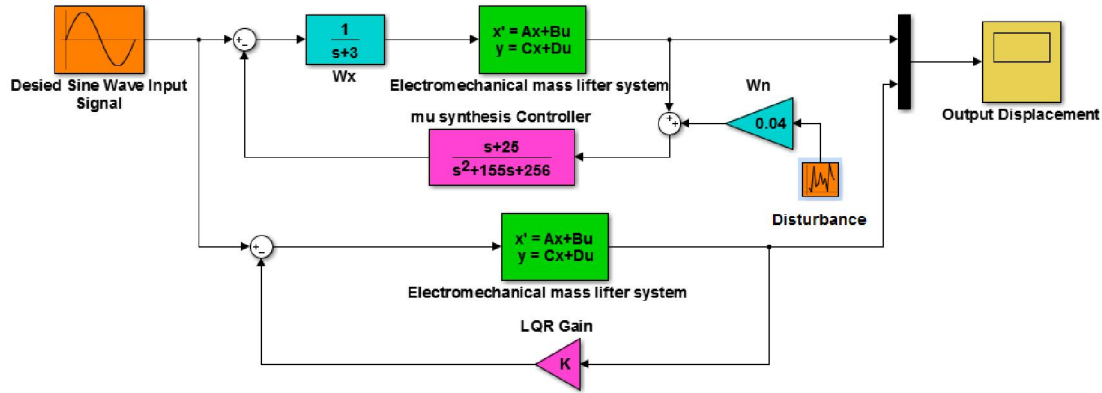 Desied Sine Wave Input
Signal
1
s+3
Wx
x' = Ax+Bu
y = Cx+Du
Electromechanical mass lifter system
mu synthesis Controller
s+25
s²+155s+256
Wn
0.04
Disturbance
Output Displacement
x' = Ax+Bu
y = Cx+Du
Electromechanical mass lifter system
LQR Gain
K